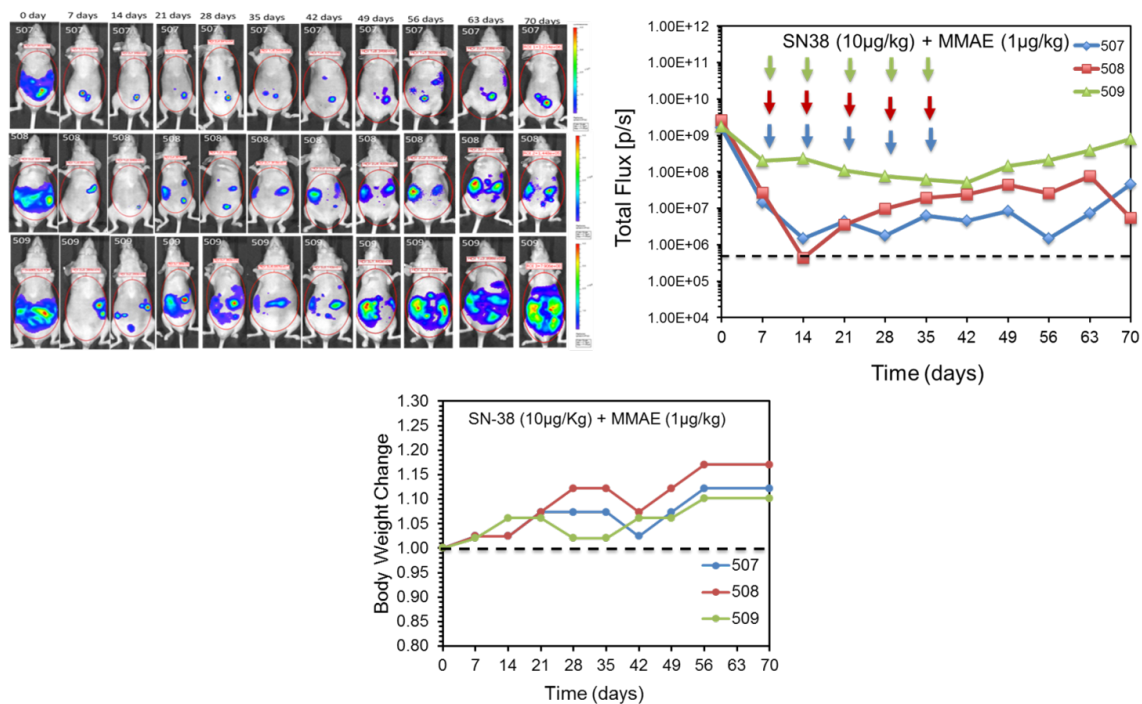 0 day 7 days 14 days 21 days 28 days 35 days 42 days 49 days 56 days 63 days 70 days
507 507 507 507 507 507 507 507 507 507 507
508 508 508 508 508 508 508 508 508 508 508
509 509 509 509 509 509 509 509 509 509 509
SN38 (10µg/kg) + MMAE (1µg/kg)
507
508
509
Total Flux [p/s]
1.00E+12
1.00E+11
1.00E+10
1.00E+09
1.00E+08
1.00E+07
1.00E+06
1.00E+05
1.00E+04
0 7 14 21 28 35 42 49 56 63 70
Time (days)
SN-38 (10µg/Kg) + MMAE (1µg/kg)
Body Weight Change
1.30
1.25
1.20
1.15
1.10
1.05
1.00
0.95
0.90
0.85
0.80
507
508
509
0 7 14 21 28 35 42 49 56 63 70
Time (days)